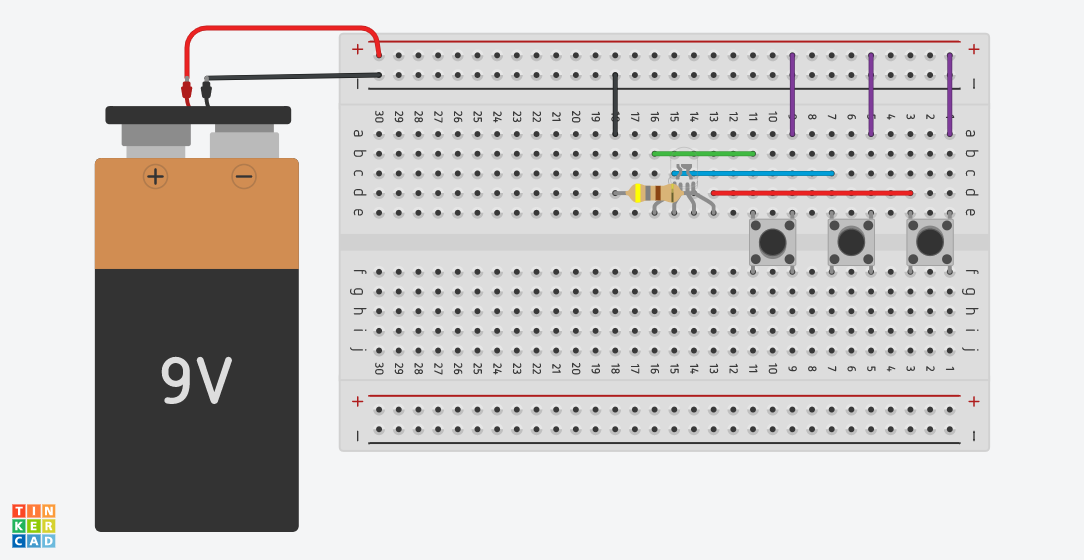 + +
− −
30 29 28 27 26 25 24 23 22 21 20 19 18 17 16 15 14 13 12 11 10 9 8 7 6 5 4 3 2 1
a a
b b
c c
d d
e e
+ −
9V
f f
g g
h h
i i
j j
30 29 28 27 26 25 24 23 22 21 20 19 18 17 16 15 14 13 12 11 10 9 8 7 6 5 4 3 2 1
+ +
− −
TIN
KER
CAD